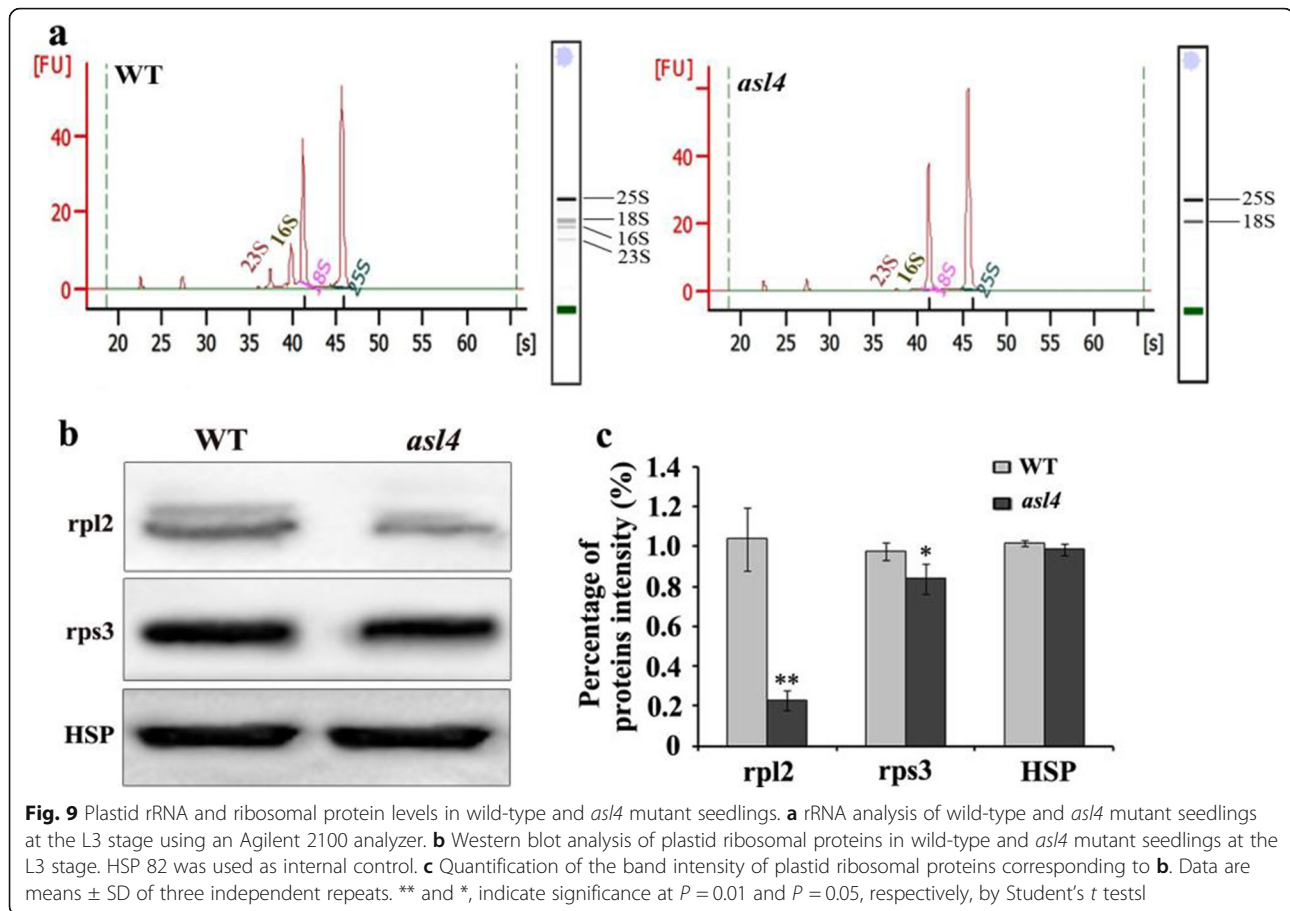 a
[FU]
WT
40
20
0
23S
16S
18S
25S
20 25 30 35 40 45 50 55 60 [s]
25S
18S
16S
23S
[FU]
asl4
40
20
0
23S
16S
18S
25S
20 25 30 35 40 45 50 55 60 [s]
25S
18S
b
WT asl4
rpl2
rps3
HSP
c
Percentage of
proteins intensity (%)
1.4
1.2
1.0
0.8
0.6
0.4
0.2
0
WT
asl4
**
*
rpl2 rps3 HSP
Fig. 9 Plastid rRNA and ribosomal protein levels in wild-type and asl4 mutant seedlings. a rRNA analysis of wild-type and asl4 mutant seedlings
at the L3 stage using an Agilent 2100 analyzer. b Western blot analysis of plastid ribosomal proteins in wild-type and asl4 mutant seedlings at the
L3 stage. HSP 82 was used as internal control. c Quantification of the band intensity of plastid ribosomal proteins corresponding to b. Data are
means ± SD of three independent repeats. ** and *, indicate significance at P = 0.01 and P = 0.05, respectively, by Student's t testsl